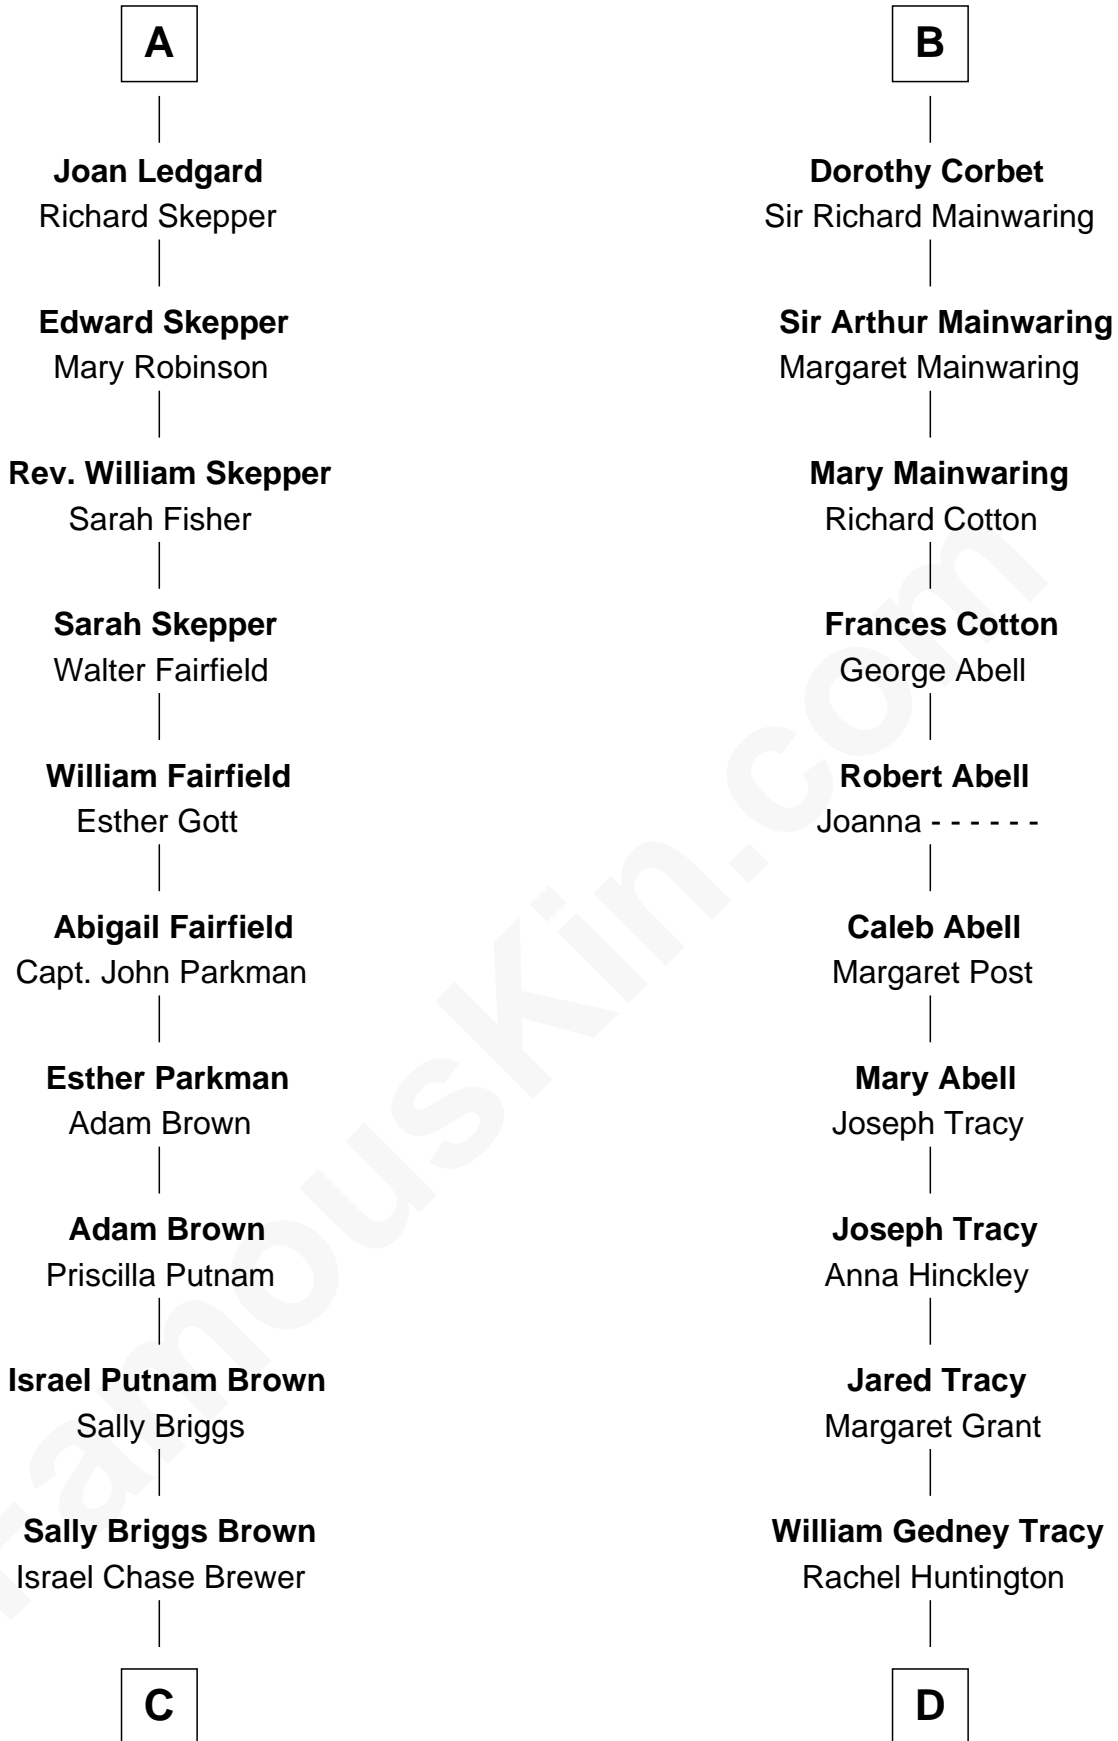 A
Joan Ledgard
Richard Skepper
Edward Skepper
Mary Robinson
Rev. William Skepper
Sarah Fisher
Sarah Skepper
Walter Fairfield
William Fairfield
Esther Gott
Abigail Fairfield
Capt. John Parkman
Esther Parkman
Adam Brown
Adam Brown
Priscilla Putnam
Israel Putnam Brown
Sally Briggs
Sally Briggs Brown
Israel Chase Brewer
C
B
Dorothy Corbet
Sir Richard Mainwaring
Sir Arthur Mainwaring
Margaret Mainwaring
Mary Mainwaring
Richard Cotton
Frances Cotton
George Abell
Robert Abell
Joanna - - - - - -
Caleb Abell
Margaret Post
Mary Abell
Joseph Tracy
Joseph Tracy
Anna Hinckley
Jared Tracy
Margaret Grant
William Gedney Tracy
Rachel Huntington
D
FamousKin.com